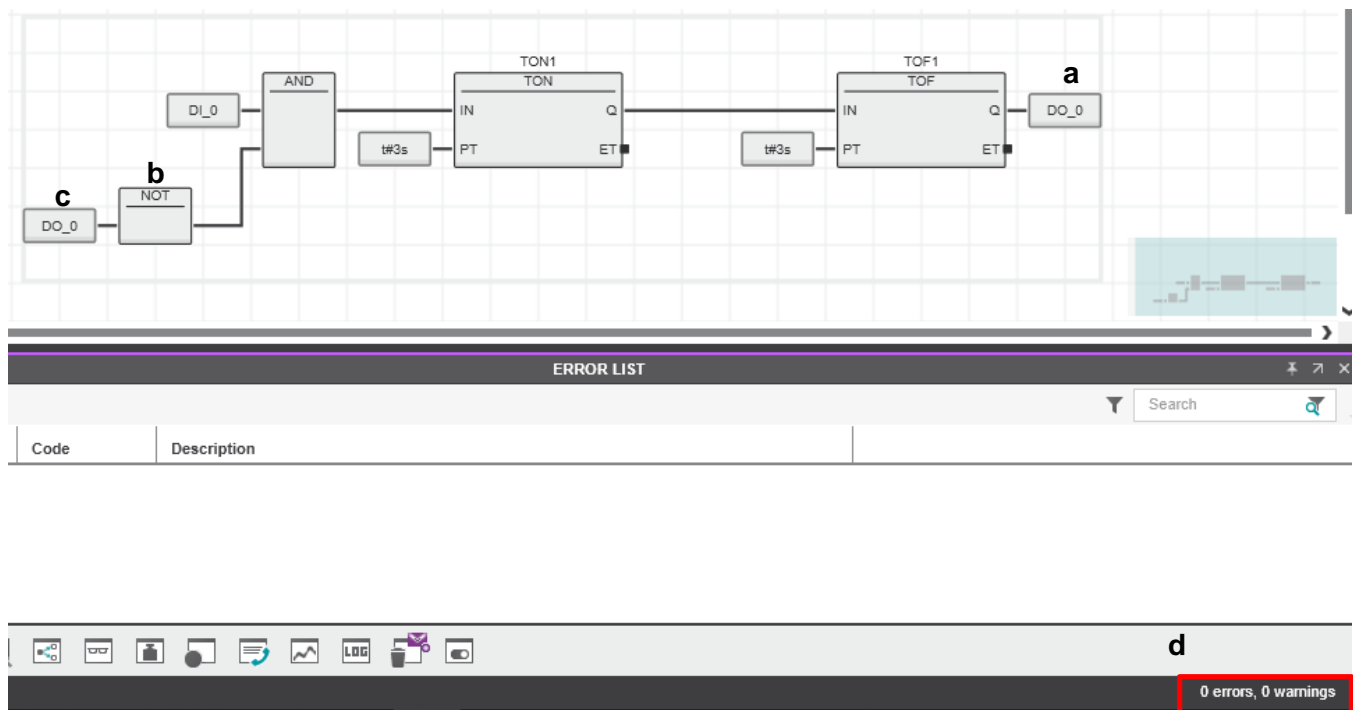 TON1
TOF1
a
AND
TON
TOF
DI_0
IN
Q
IN
Q
DO_0
t#3s
PT
ET
t#3s
PT
ET
b
c
NOT
DO_0
ERROR LIST
Search
Code
Description
LOG
d
0 errors, 0 warnings